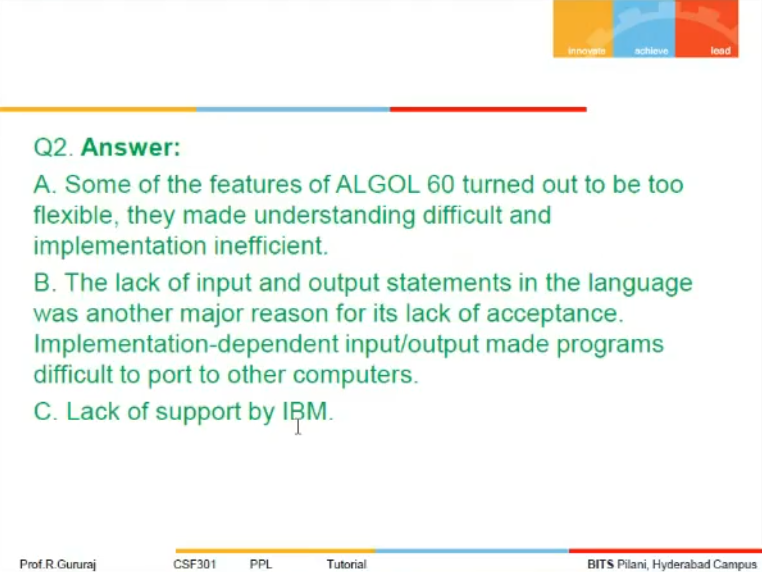 innovate achieve lead
Q2. Answer:
A. Some of the features of ALGOL 60 turned out to be too
flexible, they made understanding difficult and
implementation inefficient.
B. The lack of input and output statements in the language
was another major reason for its lack of acceptance.
Implementation-dependent input/output made programs
difficult to port to other computers.
C. Lack of support by IBM.
Prof.R.Gururaj CSF301 PPL Tutorial BITS Pilani, Hyderabad Campus